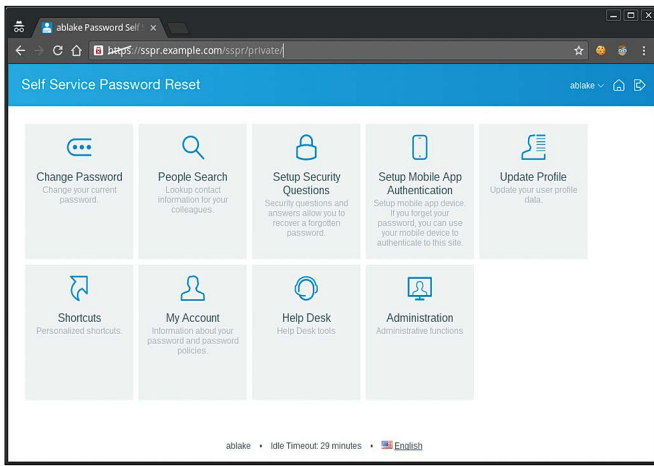 ablake Password Self S
https://sspr.example.com/sspr/private/
Self Service Password Reset
ablake
Change Password
Change your current
password.
People Search
Lookup contact
information for your
colleagues.
Setup Security
Questions
Security questions and
answers allow you to
recover a forgotten
password.
Setup Mobile App
Authentication
Setup mobile app device.
If you forget your
password, you can use
your mobile device to
authenticate to this site.
Update Profile
Update your user profile
data.
Shortcuts
Personalized shortcuts.
My Account
Information about your
password and password
policies.
Help Desk
Help Desk tools
Administration
Administrative functions
ablake • Idle Timeout: 29 minutes • English